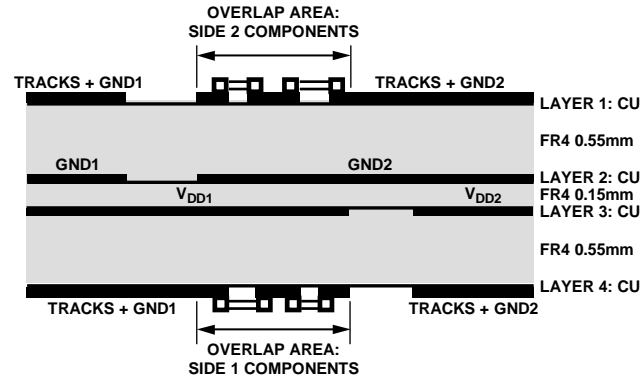 OVERLAP AREA:
SIDE 2 COMPONENTS
TRACKS + GND1
TRACKS + GND2
LAYER 1: CU
FR4 0.55mm
GND1
GND2
LAYER 2: CU
VDD1
VDD2
FR4 0.15mm
LAYER 3: CU
FR4 0.55mm
LAYER 4: CU
TRACKS + GND1
TRACKS + GND2
OVERLAP AREA:
SIDE 1 COMPONENTS